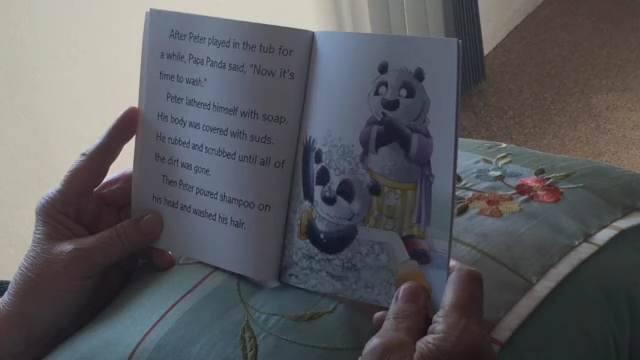 After Peter played in the tub for
a while, Papa Panda said, "Now it's
time to wash."
Peter lathered himself with soap.
His body was covered with suds.
He rubbed and scrubbed until all of
the dirt was gone.
Then Peter poured shampoo on
his head and washed his hair.